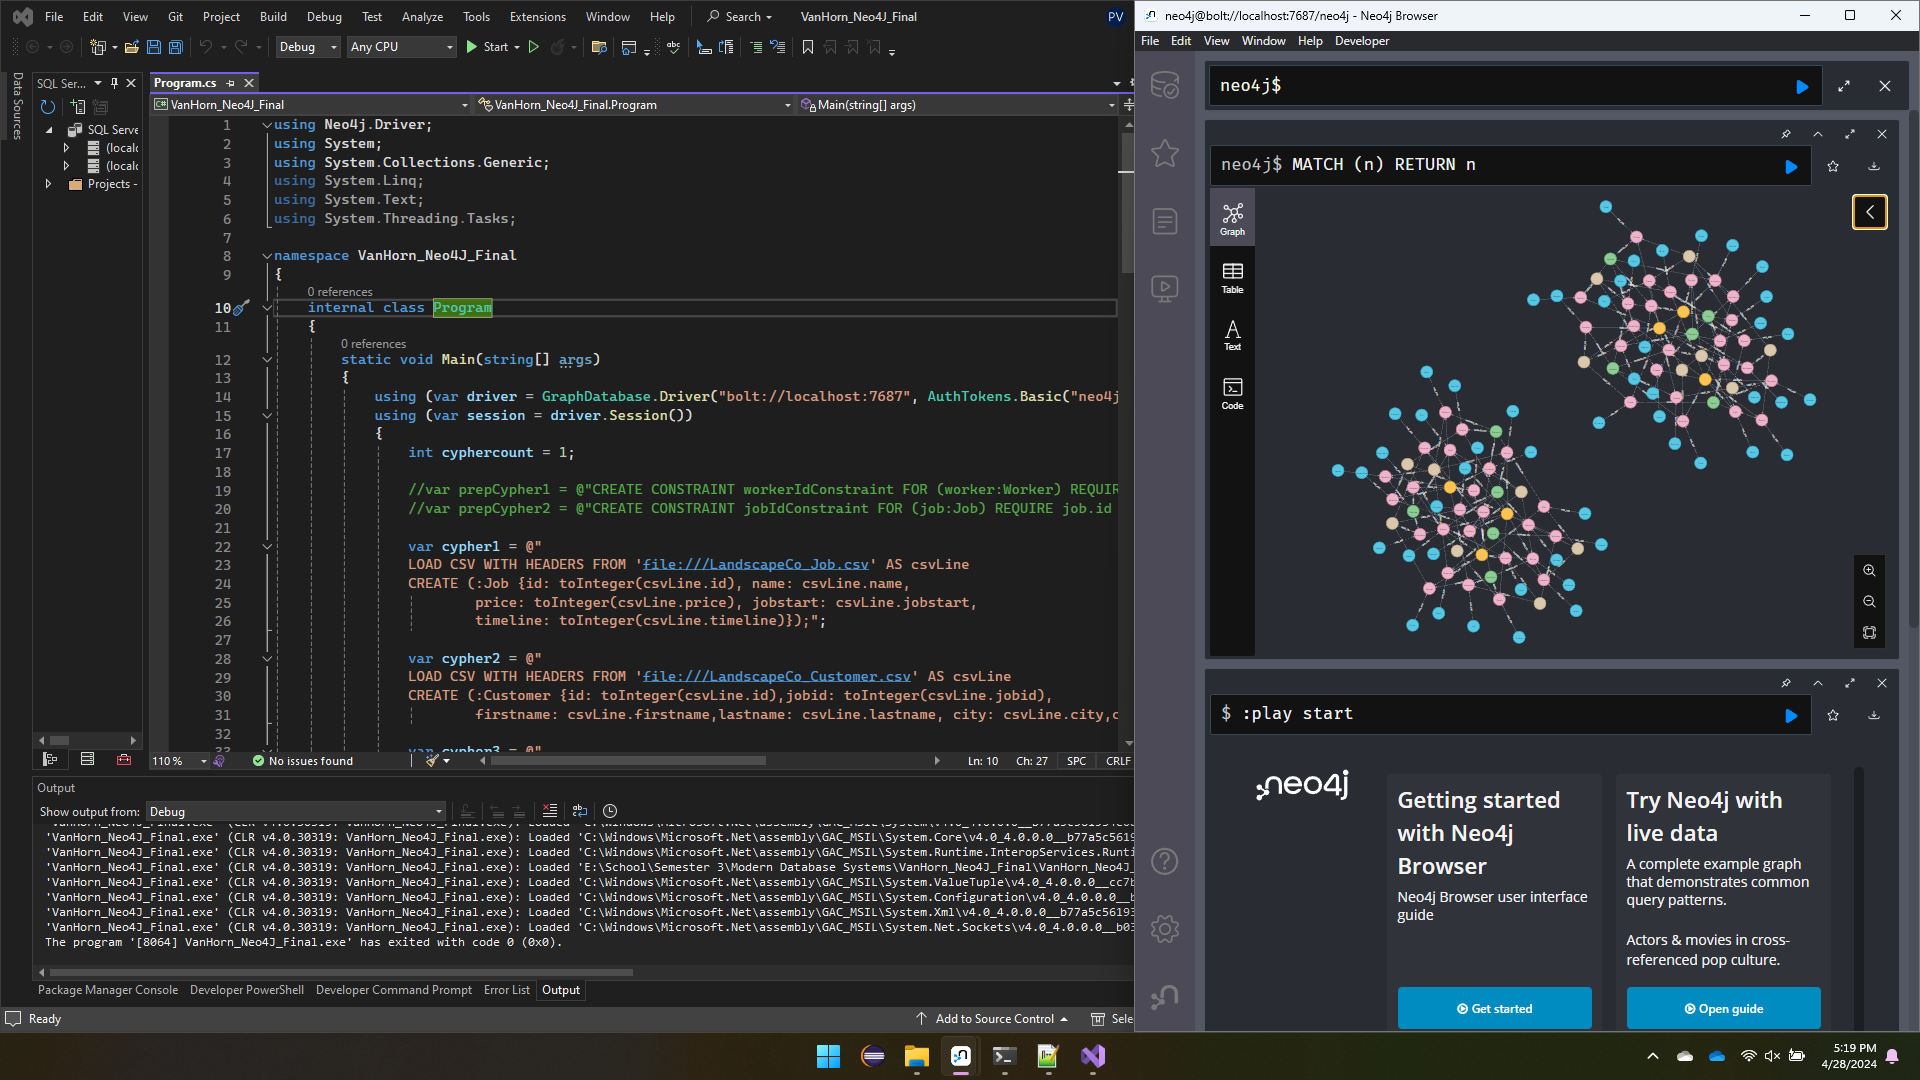 File Edit View Git Project Build Debug Test Analyze Tools Extensions Window Help Search VanHorn_Neo4J_Final PV
Debug Any CPU Start
Data Sources
SQL Ser...
SQL Serve
(localc
(localc
Projects -
Program.cs
VanHorn_Neo4J_Final VanHorn_Neo4J_Final.Program Main(string[] args)
1 using Neo4j.Driver;
2 using System;
3 using System.Collections.Generic;
4 using System.Linq;
5 using System.Text;
6 using System.Threading.Tasks;
7
8 namespace VanHorn_Neo4J_Final
9 {
0 references
10 internal class Program
11 {
0 references
12 static void Main(string[] args)
13 {
14 using (var driver = GraphDatabase.Driver("bolt://localhost:7687", AuthTokens.Basic("neo4j
15 using (var session = driver.Session())
16 {
17 int cyphercount = 1;
18
19 //var prepCypher1 = @"CREATE CONSTRAINT workerIdConstraint FOR (worker:Worker) REQUIRE
20 //var prepCypher2 = @"CREATE CONSTRAINT jobIdConstraint FOR (job:Job) REQUIRE job.id
21
22 var cypher1 = @"
23 LOAD CSV WITH HEADERS FROM 'file:///LandscapeCo_Job.csv' AS csvLine
24 CREATE (:Job {id: toInteger(csvLine.id), name: csvLine.name,
25 price: toInteger(csvLine.price), jobstart: csvLine.jobstart,
26 timeline: toInteger(csvLine.timeline)});";
27
28 var cypher2 = @"
29 LOAD CSV WITH HEADERS FROM 'file:///LandscapeCo_Customer.csv' AS csvLine
30 CREATE (:Customer {id: toInteger(csvLine.id),jobid: toInteger(csvLine.jobid),
31 firstname: csvLine.firstname,lastname: csvLine.lastname, city: csvLine.city,c
32
33 var cypher3 = @"
110 % No issues found Ln: 10 Ch: 27 SPC CRLF
Output
Show output from: Debug
'VanHorn_Neo4J_Final.exe' (CLR v4.0.30319: VanHorn_Neo4J_Final.exe): Loaded 'C:\Windows\Microsoft.Net\assembly\GAC_MSIL\System.Core\v4.0_4.0.0.0__b77a5c5619
'VanHorn_Neo4J_Final.exe' (CLR v4.0.30319: VanHorn_Neo4J_Final.exe): Loaded 'C:\Windows\Microsoft.Net\assembly\GAC_MSIL\System.Runtime.InteropServices.Runti
'VanHorn_Neo4J_Final.exe' (CLR v4.0.30319: VanHorn_Neo4J_Final.exe): Loaded 'E:\School\Semester 3\Modern Database Systems\VanHorn_Neo4J_Final\VanHorn_Neo4J_
'VanHorn_Neo4J_Final.exe' (CLR v4.0.30319: VanHorn_Neo4J_Final.exe): Loaded 'C:\Windows\Microsoft.Net\assembly\GAC_MSIL\System.ValueTuple\v4.0_4.0.0.0__cc7b
'VanHorn_Neo4J_Final.exe' (CLR v4.0.30319: VanHorn_Neo4J_Final.exe): Loaded 'C:\Windows\Microsoft.Net\assembly\GAC_MSIL\System.Configuration\v4.0_4.0.0.0__b
'VanHorn_Neo4J_Final.exe' (CLR v4.0.30319: VanHorn_Neo4J_Final.exe): Loaded 'C:\Windows\Microsoft.Net\assembly\GAC_MSIL\System.Xml\v4.0_4.0.0.0__b77a5c56193
'VanHorn_Neo4J_Final.exe' (CLR v4.0.30319: VanHorn_Neo4J_Final.exe): Loaded 'C:\Windows\Microsoft.Net\assembly\GAC_MSIL\System.Net.Sockets\v4.0_4.0.0.0__b03
The program '[8064] VanHorn_Neo4J_Final.exe' has exited with code 0 (0x0).
Package Manager Console Developer PowerShell Developer Command Prompt Error List Output
Ready Add to Source Control Sele
neo4j@bolt://localhost:7687/neo4j - Neo4j Browser
File Edit View Window Help Developer
neo4j$
neo4j$ MATCH (n) RETURN n
Graph
Table
Text
Code
$ :play start
neo4j
Getting started
with Neo4j
Browser
Neo4j Browser user interface
guide
Get started
Try Neo4j with
live data
A complete example graph
that demonstrates common
query patterns.
Actors & movies in cross-
referenced pop culture.
Open guide
5:19 PM
4/28/2024